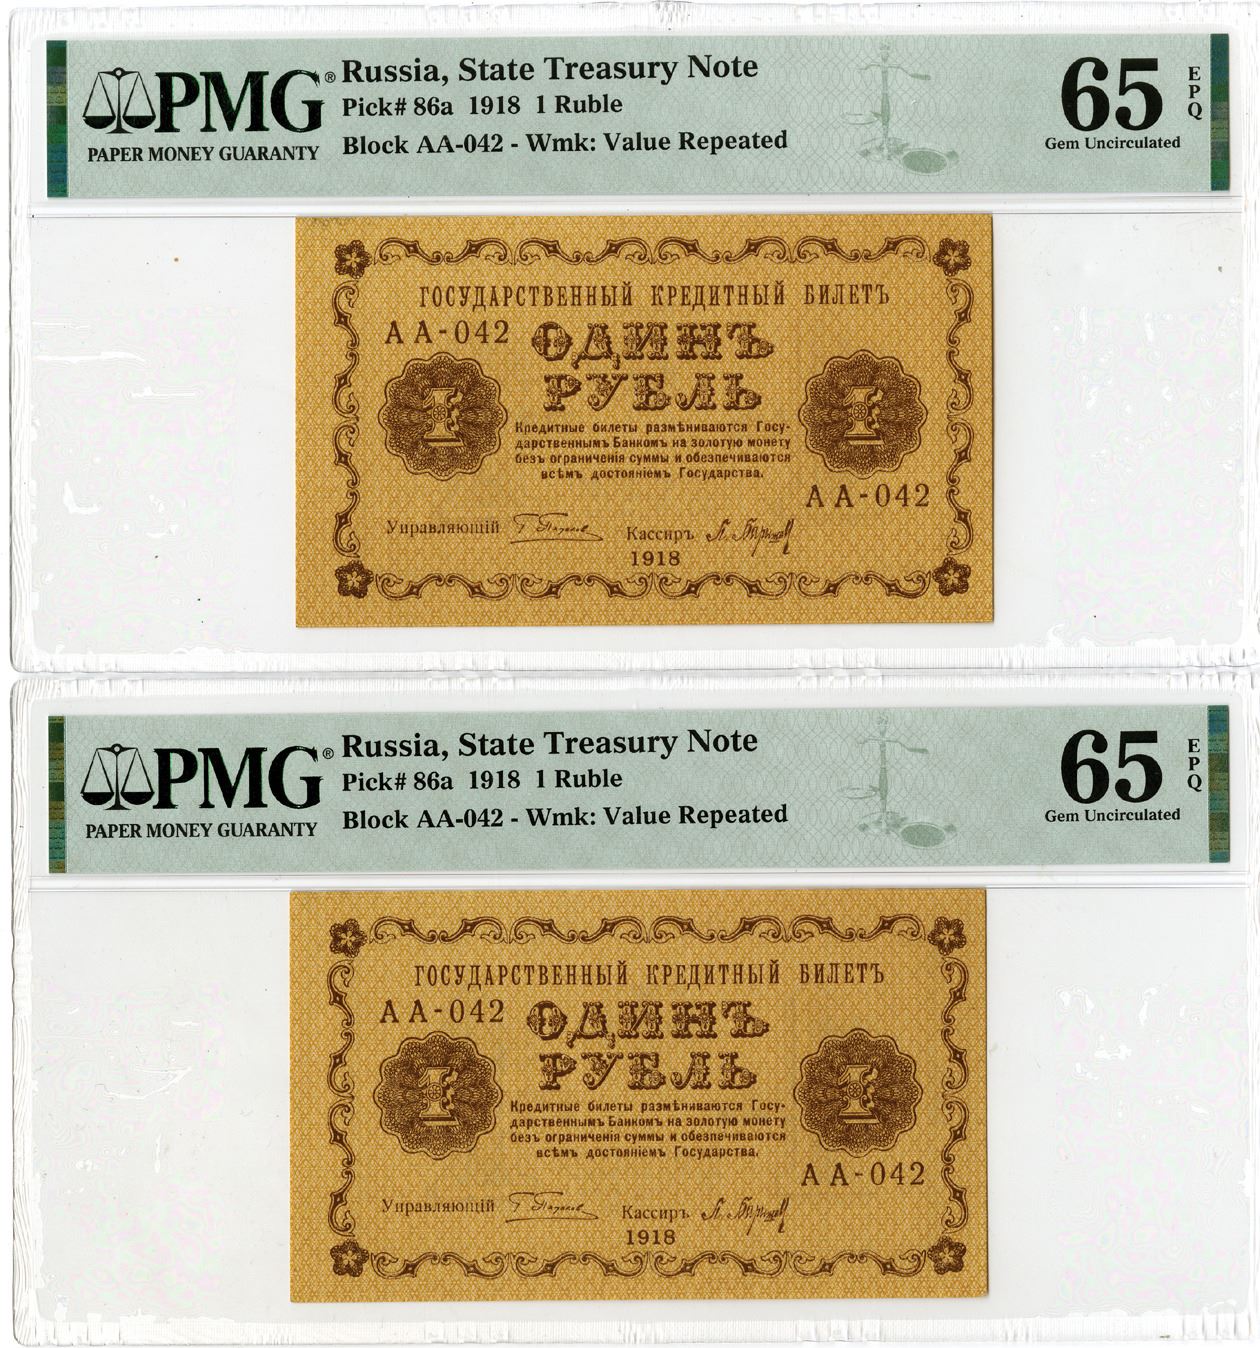 PMG®
PAPER MONEY GUARANTY
Russia, State Treasury Note
Pick# 86a 1918 1 Ruble
Block AA-042 - Wmk: Value Repeated
65
EPQ
Gem Uncirculated
ГОСУДАРСТВЕННЫЙ КРЕДИТНЫЙ БИЛЕТЪ
АА-042
ОДИНЪ
РУБЛЬ
1
1
Кредитные билеты размѣниваются Госу-
дарственнымъ Банкомъ на золотую монету
безъ ограниченія суммы и обезпечиваются
всѣмъ достояніемъ Государства.
АА-042
Управляющій
Кассиръ
1918
PMG®
PAPER MONEY GUARANTY
Russia, State Treasury Note
Pick# 86a 1918 1 Ruble
Block AA-042 - Wmk: Value Repeated
65
EPQ
Gem Uncirculated
ГОСУДАРСТВЕННЫЙ КРЕДИТНЫЙ БИЛЕТЪ
АА-042
ОДИНЪ
РУБЛЬ
1
1
Кредитные билеты размѣниваются Госу-
дарственнымъ Банкомъ на золотую монету
безъ ограниченія суммы и обезпечиваются
всѣмъ достояніемъ Государства.
АА-042
Управляющій
Кассиръ
1918